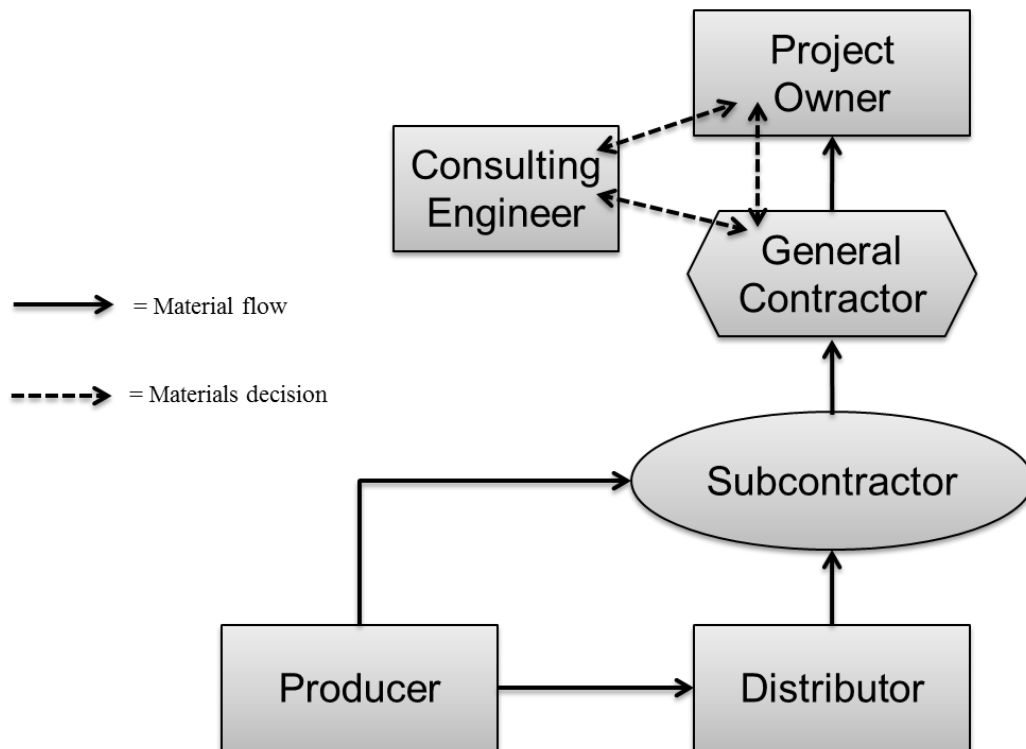 Project
Owner
Consulting
Engineer
General
Contractor
= Material flow
= Materials decision
Subcontractor
Producer
Distributor